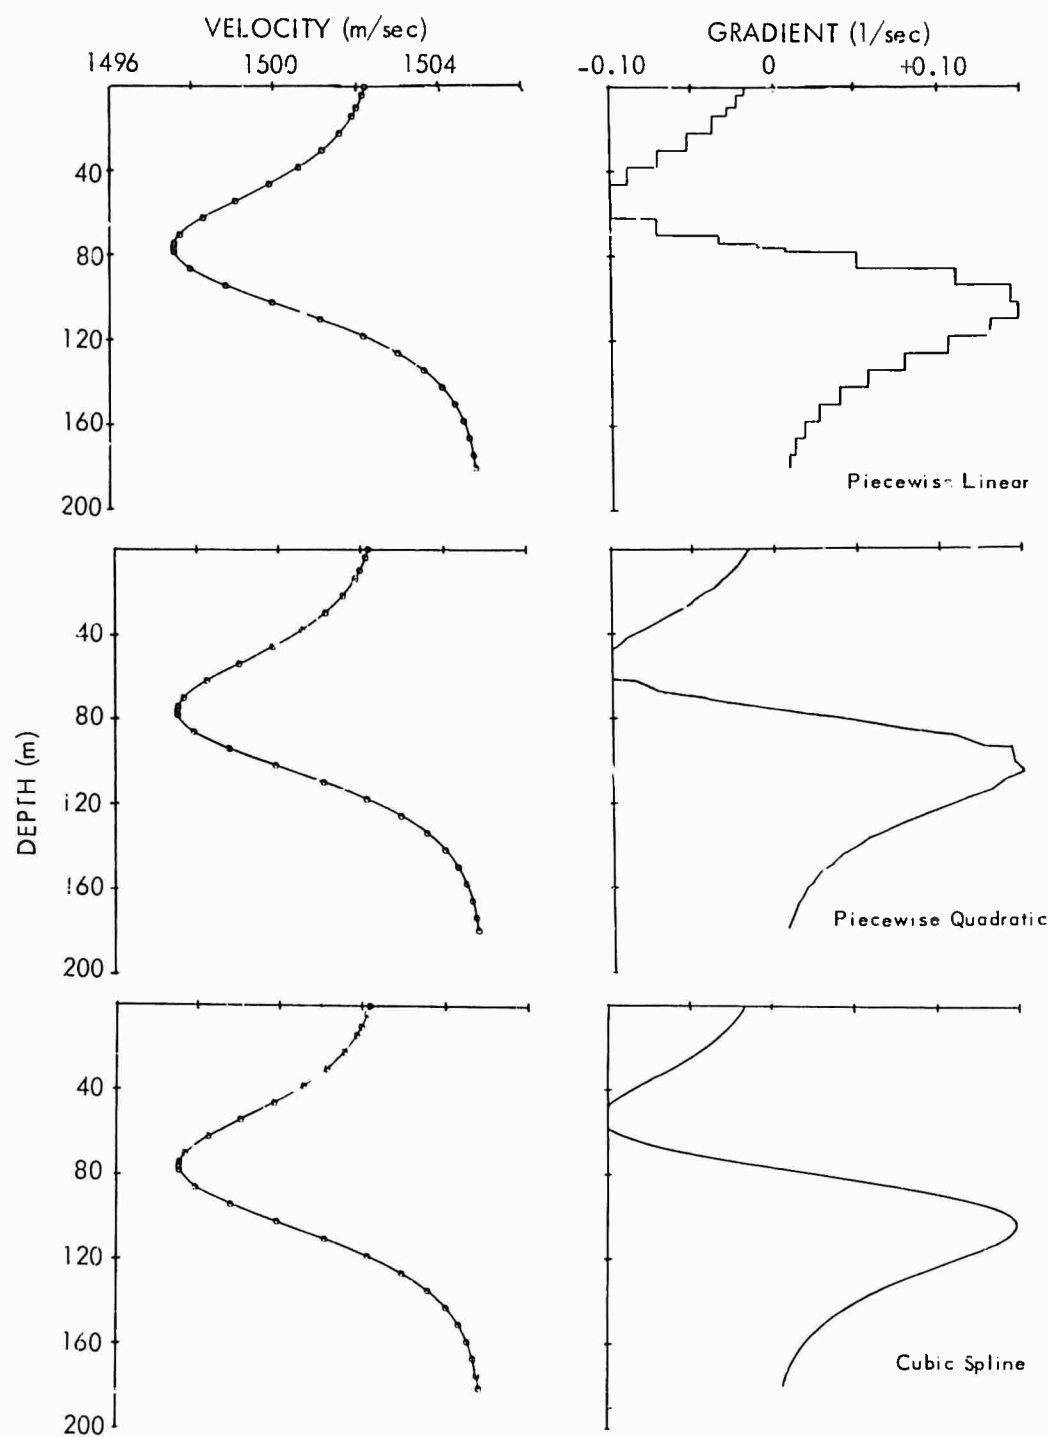 VELOCITY (m/sec)
GRADIENT (1/sec)
1496 1500 1504
-0.10 0 +0.10
40
80
120
160
200
Piecewise Linear
40
80
120
160
200
DEPTH (m)
Piecewise Quadratic
40
80
120
160
200
Cubic Spline